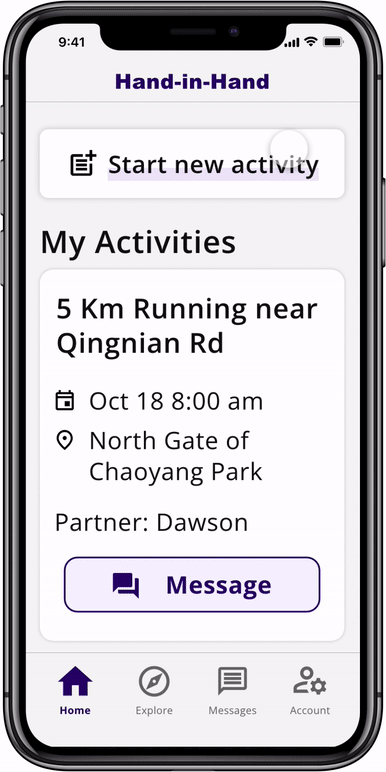 9:41
Hand-in-Hand
Start new activity
My Activities
5 Km Running near
Qingnian Rd
Oct 18 8:00 am
North Gate of
Chaoyang Park
Partner: Dawson
Message
Home Explore Messages Account